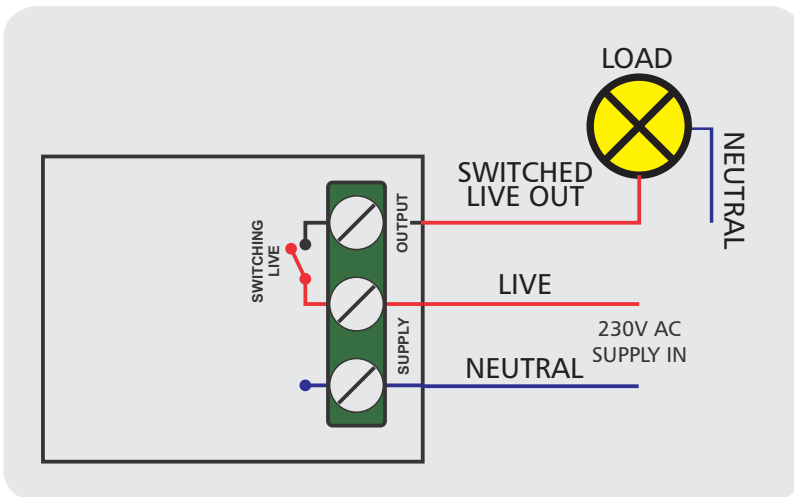 LOAD
NEUTRAL
SWITCHED
LIVE OUT
OUTPUT
SWITCHING
LIVE
LIVE
230V AC
SUPPLY IN
SUPPLY
NEUTRAL